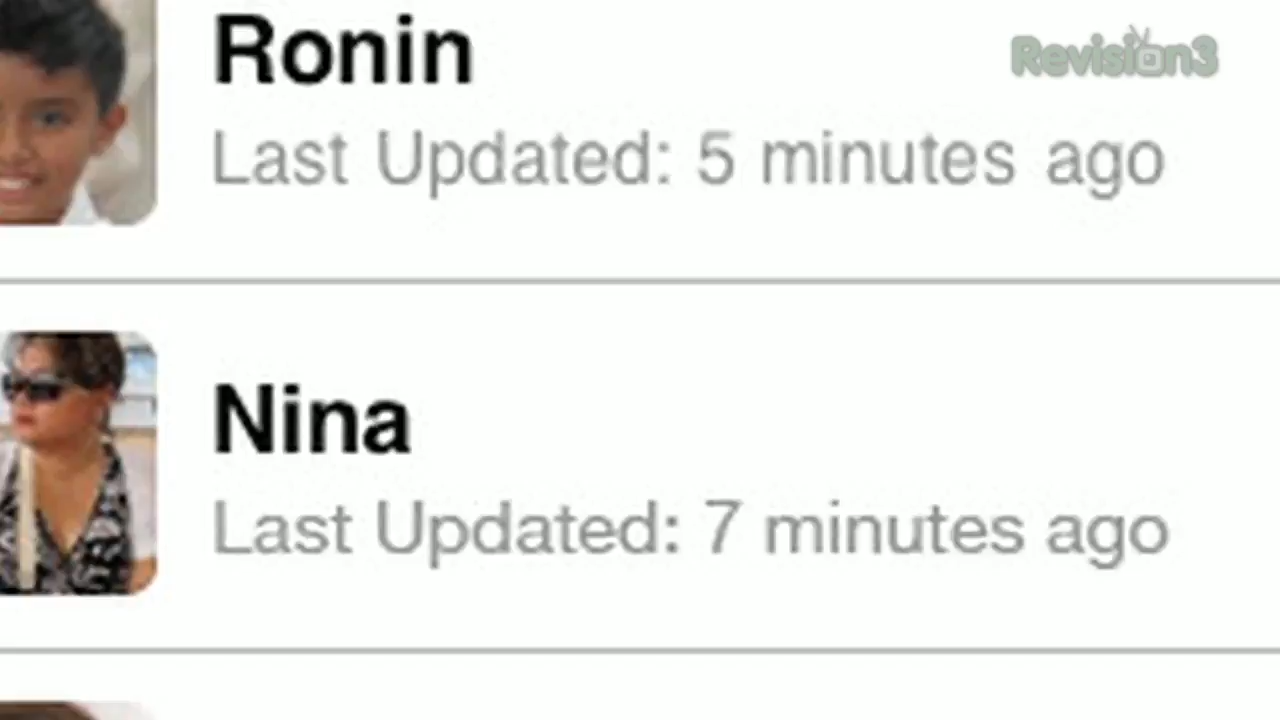 Ronin
Revision3
Last Updated: 5 minutes ago
Nina
Last Updated: 7 minutes ago